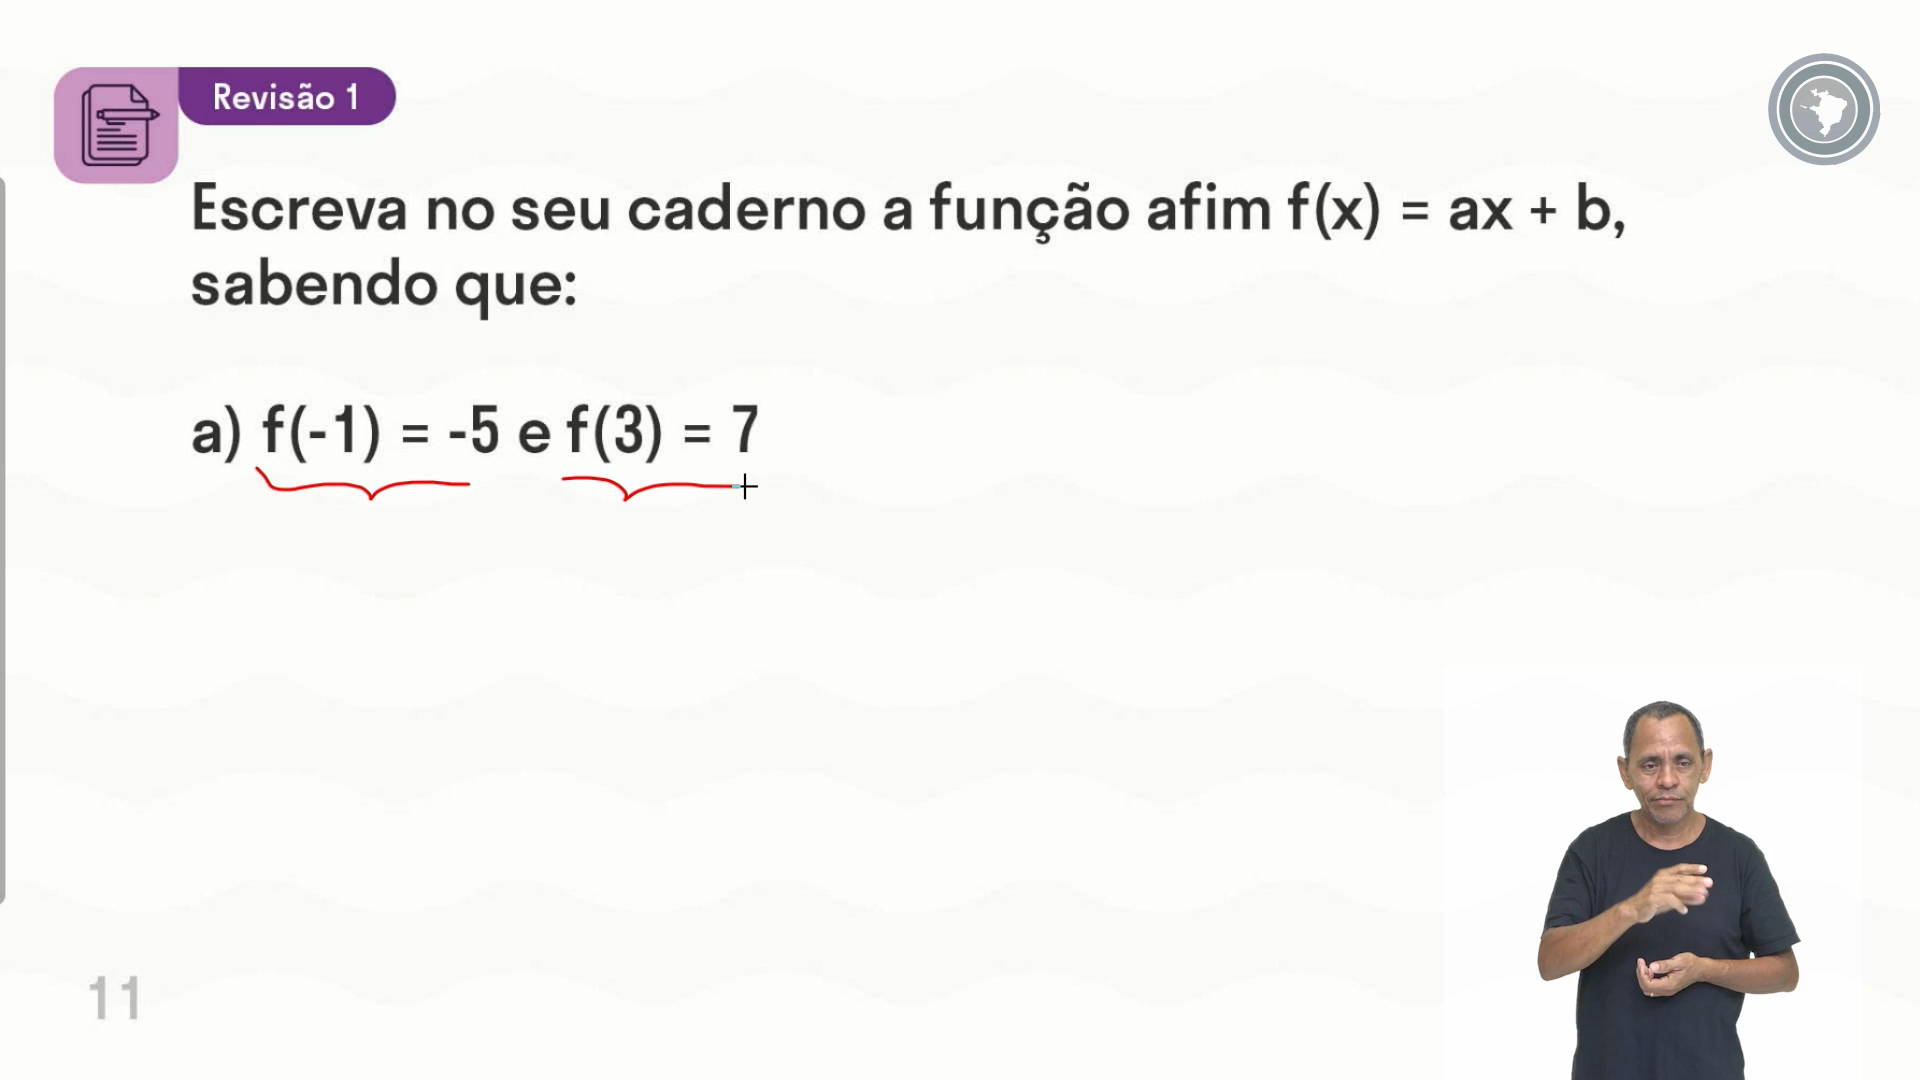 Revisão 1
Escreva no seu caderno a função afim f(x) = ax + b,
sabendo que:
a) f(-1) = -5 e f(3) = 7
11